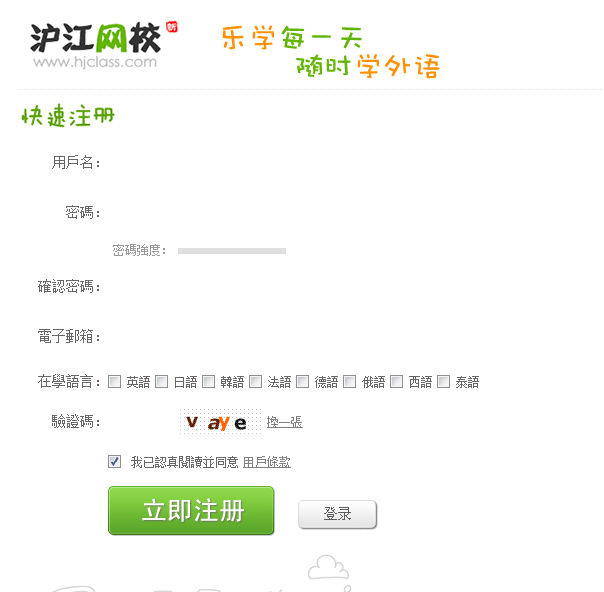 沪江网校 新
www.hjclass.com
乐学每一天
随时学外语
快速注册
用戶名：
密碼：
密碼強度：
確認密碼：
電子郵箱：
在學語言： 英語 日語 韓語 法語 德語 俄語 西語 泰語
驗證碼： vaye 換一張
我已認真閱讀並同意 用戶條款
立即注册 登录